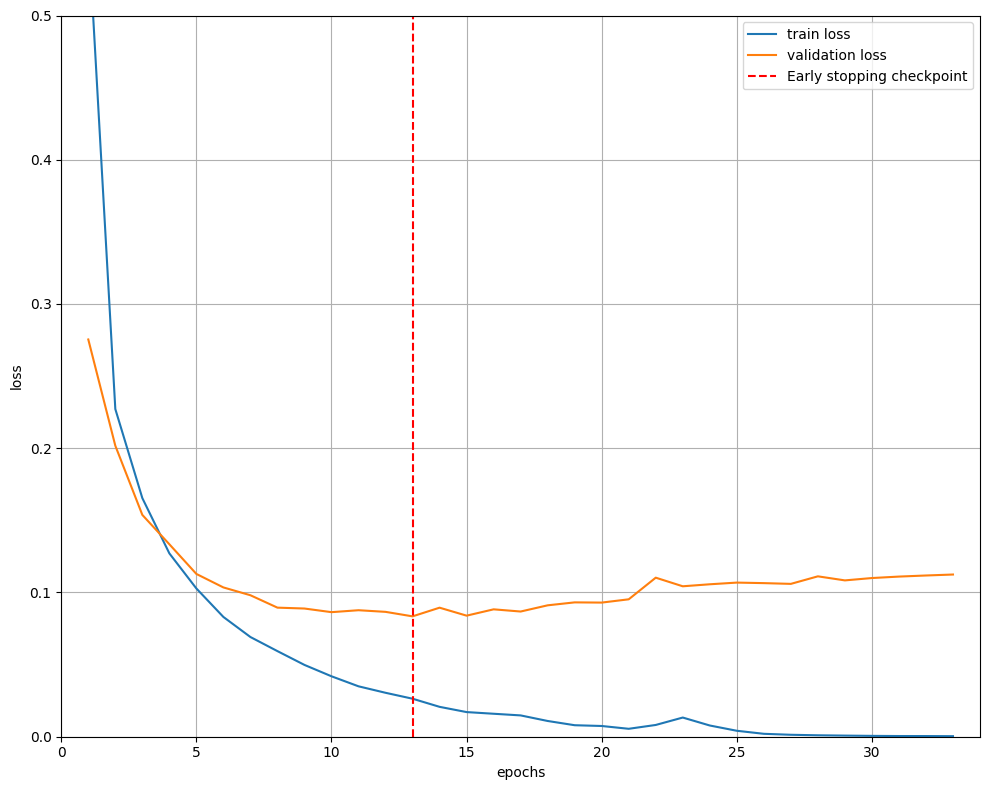 0.5
0.4
0.3
0.2
0.1
0.0
loss
0 5 10 15 20 25 30
epochs
train loss
validation loss
Early stopping checkpoint